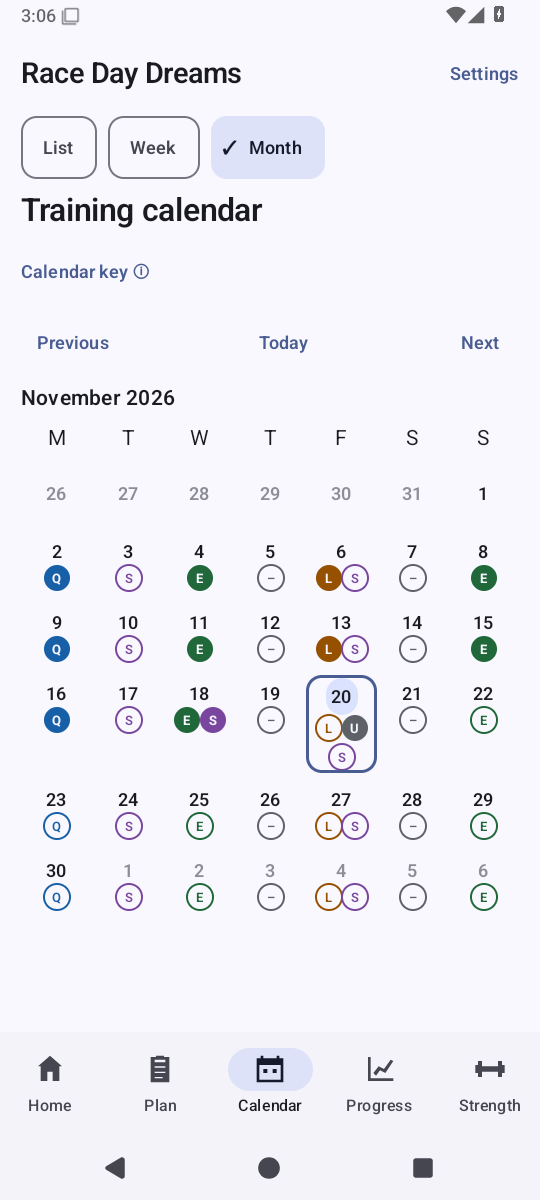 3:06
Race Day Dreams Settings
List Week ✓ Month
Training calendar
Calendar key ⓘ
Previous Today Next
November 2026
M T W T F S S
26 27 28 29 30 31 1
2 3 4 5 6 7 8
Q S E – L S – E
9 10 11 12 13 14 15
Q S E – L S – E
16 17 18 19 20 21 22
Q S E S – L U – E
S
23 24 25 26 27 28 29
Q S E – L S – E
30 1 2 3 4 5 6
Q S E – L S – E
Home Plan Calendar Progress Strength